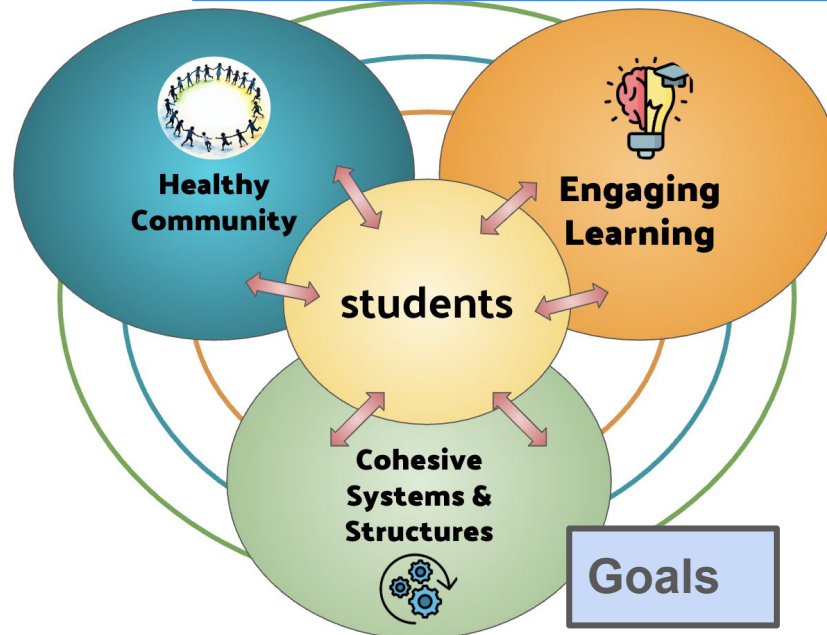 Healthy
Community
Engaging
Learning
students
Cohesive
Systems &
Structures
Goals